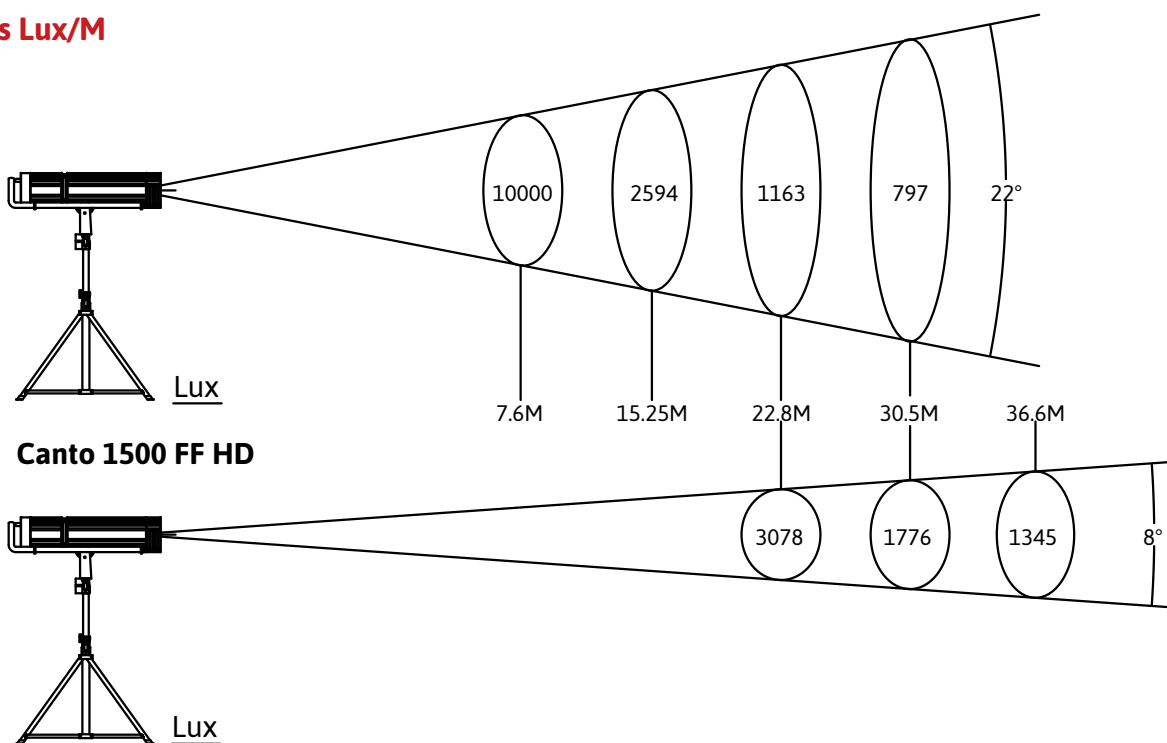 s Lux/M
10000 2594 1163 797 22°
Lux
7.6M 15.25M 22.8M 30.5M 36.6M
Canto 1500 FF HD
3078 1776 1345 8°
Lux